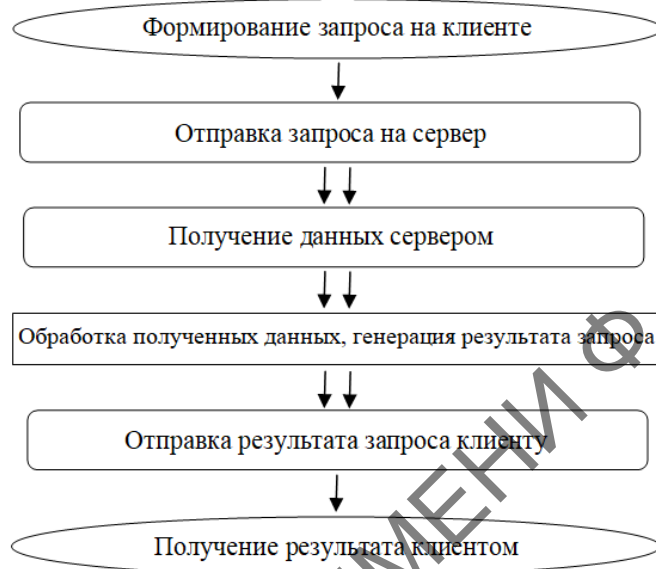 Формирование запроса на клиенте
Отправка запроса на сервер
Получение данных сервером
Обработка полученных данных, генерация результата запроса
Отправка результата запроса клиенту
Получение результата клиентом
ИМЕНИ Ф